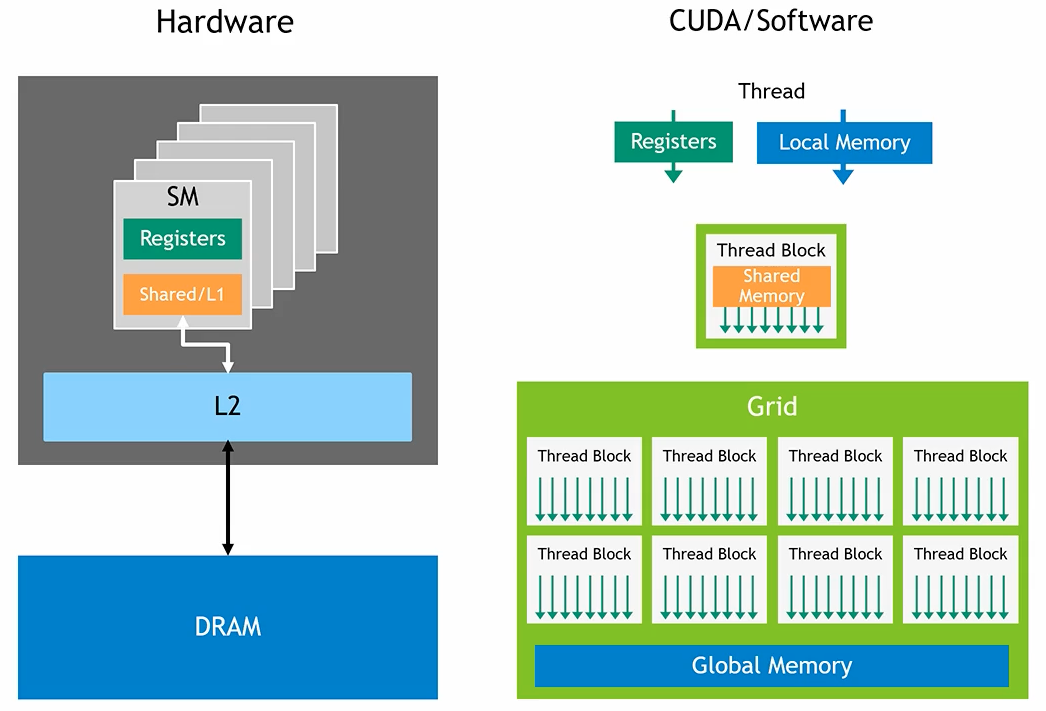 Hardware
SM
Registers
Shared/L1
L2
DRAM
CUDA/Software
Thread
Registers
Local Memory
Thread Block
Shared
Memory
Grid
Thread Block
Thread Block
Thread Block
Thread Block
Thread Block
Thread Block
Thread Block
Thread Block
Global Memory